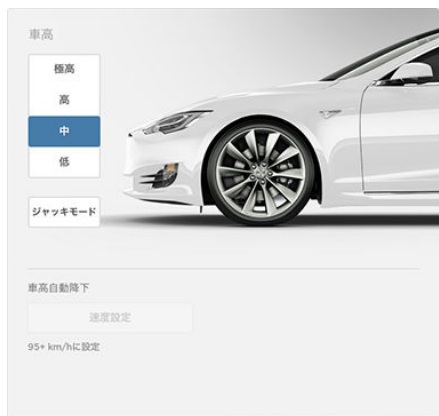 車高
極高
高
中
低
ジャッキモード
車高自動降下
速度設定
95+ km/hに設定